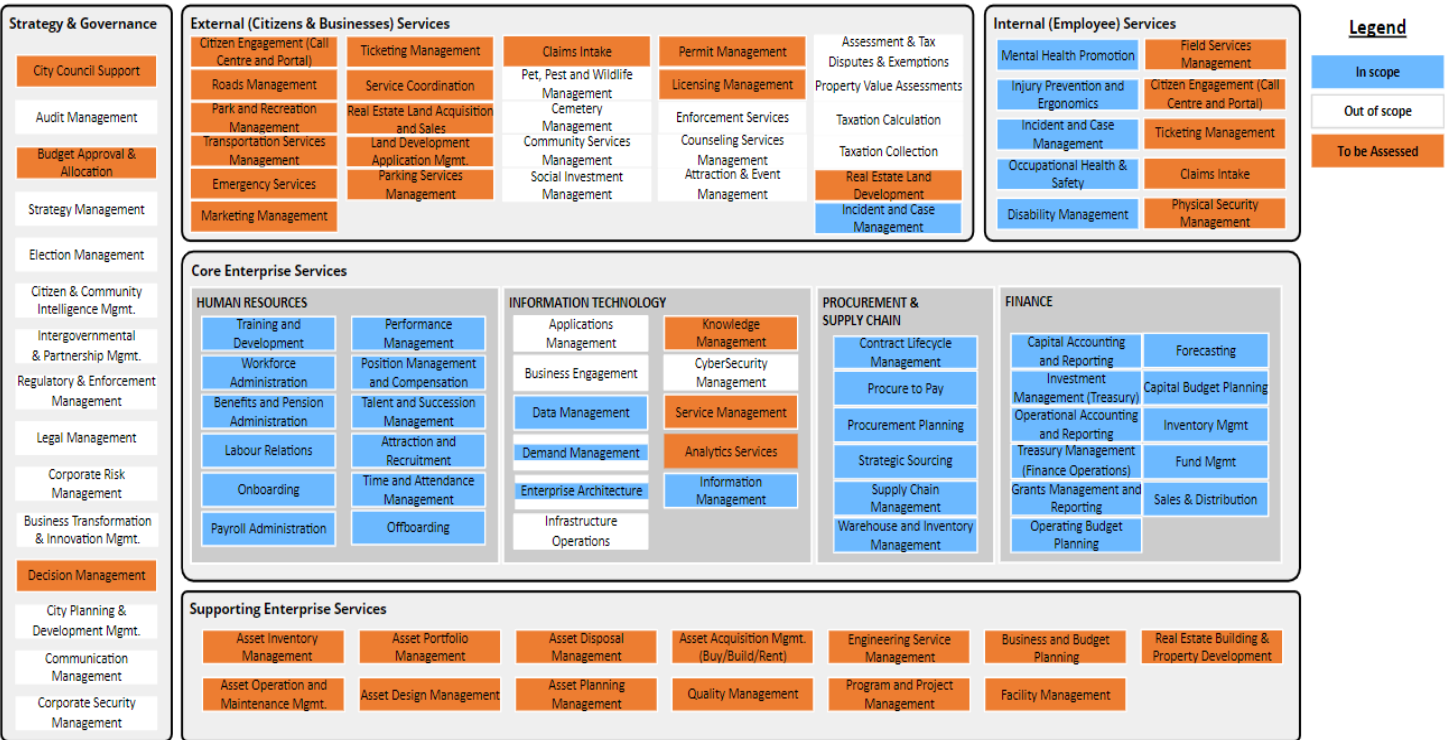 Strategy & Governance
City Council Support
Audit Management
Budget Approval &
Allocation
Strategy Management
Election Management
Citizen & Community
Intelligence Mgmt.
Intergovernmental
& Partnership Mgmt.
Regulatory & Enforcement
Management
Legal Management
Corporate Risk
Management
Business Transformation
& Innovation Mgmt.
Decision Management
City Planning &
Development Mgmt.
Communication
Management
Corporate Security
Management
External (Citizens & Businesses) Services
Citizen Engagement (Call
Centre and Portal)
Roads Management
Park and Recreation
Management
Transportation Services
Management
Emergency Services
Marketing Management
Ticketing Management
Service Coordination
Real Estate Land Acquisition
and Sales
Land Development
Application Mgmt.
Parking Services
Management
Claims Intake
Pet, Pest and Wildlife
Management
Cemetery
Management
Community Services
Management
Social Investment
Management
Permit Management
Licensing Management
Enforcement Services
Counseling Services
Management
Attraction & Event
Management
Assessment & Tax
Disputes & Exemptions
Property Value Assessments
Taxation Calculation
Taxation Collection
Real Estate Land
Development
Incident and Case
Management
Internal (Employee) Services
Mental Health Promotion
Injury Prevention and
Ergonomics
Incident and Case
Management
Occupational Health &
Safety
Disability Management
Field Services
Management
Citizen Engagement (Call
Centre and Portal)
Ticketing Management
Claims Intake
Physical Security
Management
Legend
In scope
Out of scope
To be Assessed
Core Enterprise Services
HUMAN RESOURCES
Training and
Development
Workforce
Administration
Benefits and Pension
Administration
Labour Relations
Onboarding
Payroll Administration
Performance
Management
Position Management
and Compensation
Talent and Succession
Management
Attraction and
Recruitment
Time and Attendance
Management
Offboarding
INFORMATION TECHNOLOGY
Applications
Management
Business Engagement
Data Management
Demand Management
Enterprise Architecture
Infrastructure
Operations
Knowledge
Management
CyberSecurity
Management
Service Management
Analytics Services
Information
Management
PROCUREMENT &
SUPPLY CHAIN
Contract Lifecycle
Management
Procure to Pay
Procurement Planning
Strategic Sourcing
Supply Chain
Management
Warehouse and Inventory
Management
FINANCE
Capital Accounting
and Reporting
Investment
Management (Treasury)
Operational Accounting
and Reporting
Treasury Management
(Finance Operations)
Grants Management and
Reporting
Operating Budget
Planning
Forecasting
Capital Budget Planning
Inventory Mgmt
Fund Mgmt
Sales & Distribution
Supporting Enterprise Services
Asset Inventory
Management
Asset Portfolio
Management
Asset Disposal
Management
Asset Acquisition Mgmt.
(Buy/Build/Rent)
Engineering Service
Management
Business and Budget
Planning
Real Estate Building &
Property Development
Asset Operation and
Maintenance Mgmt.
Asset Design Management
Asset Planning
Management
Quality Management
Program and Project
Management
Facility Management